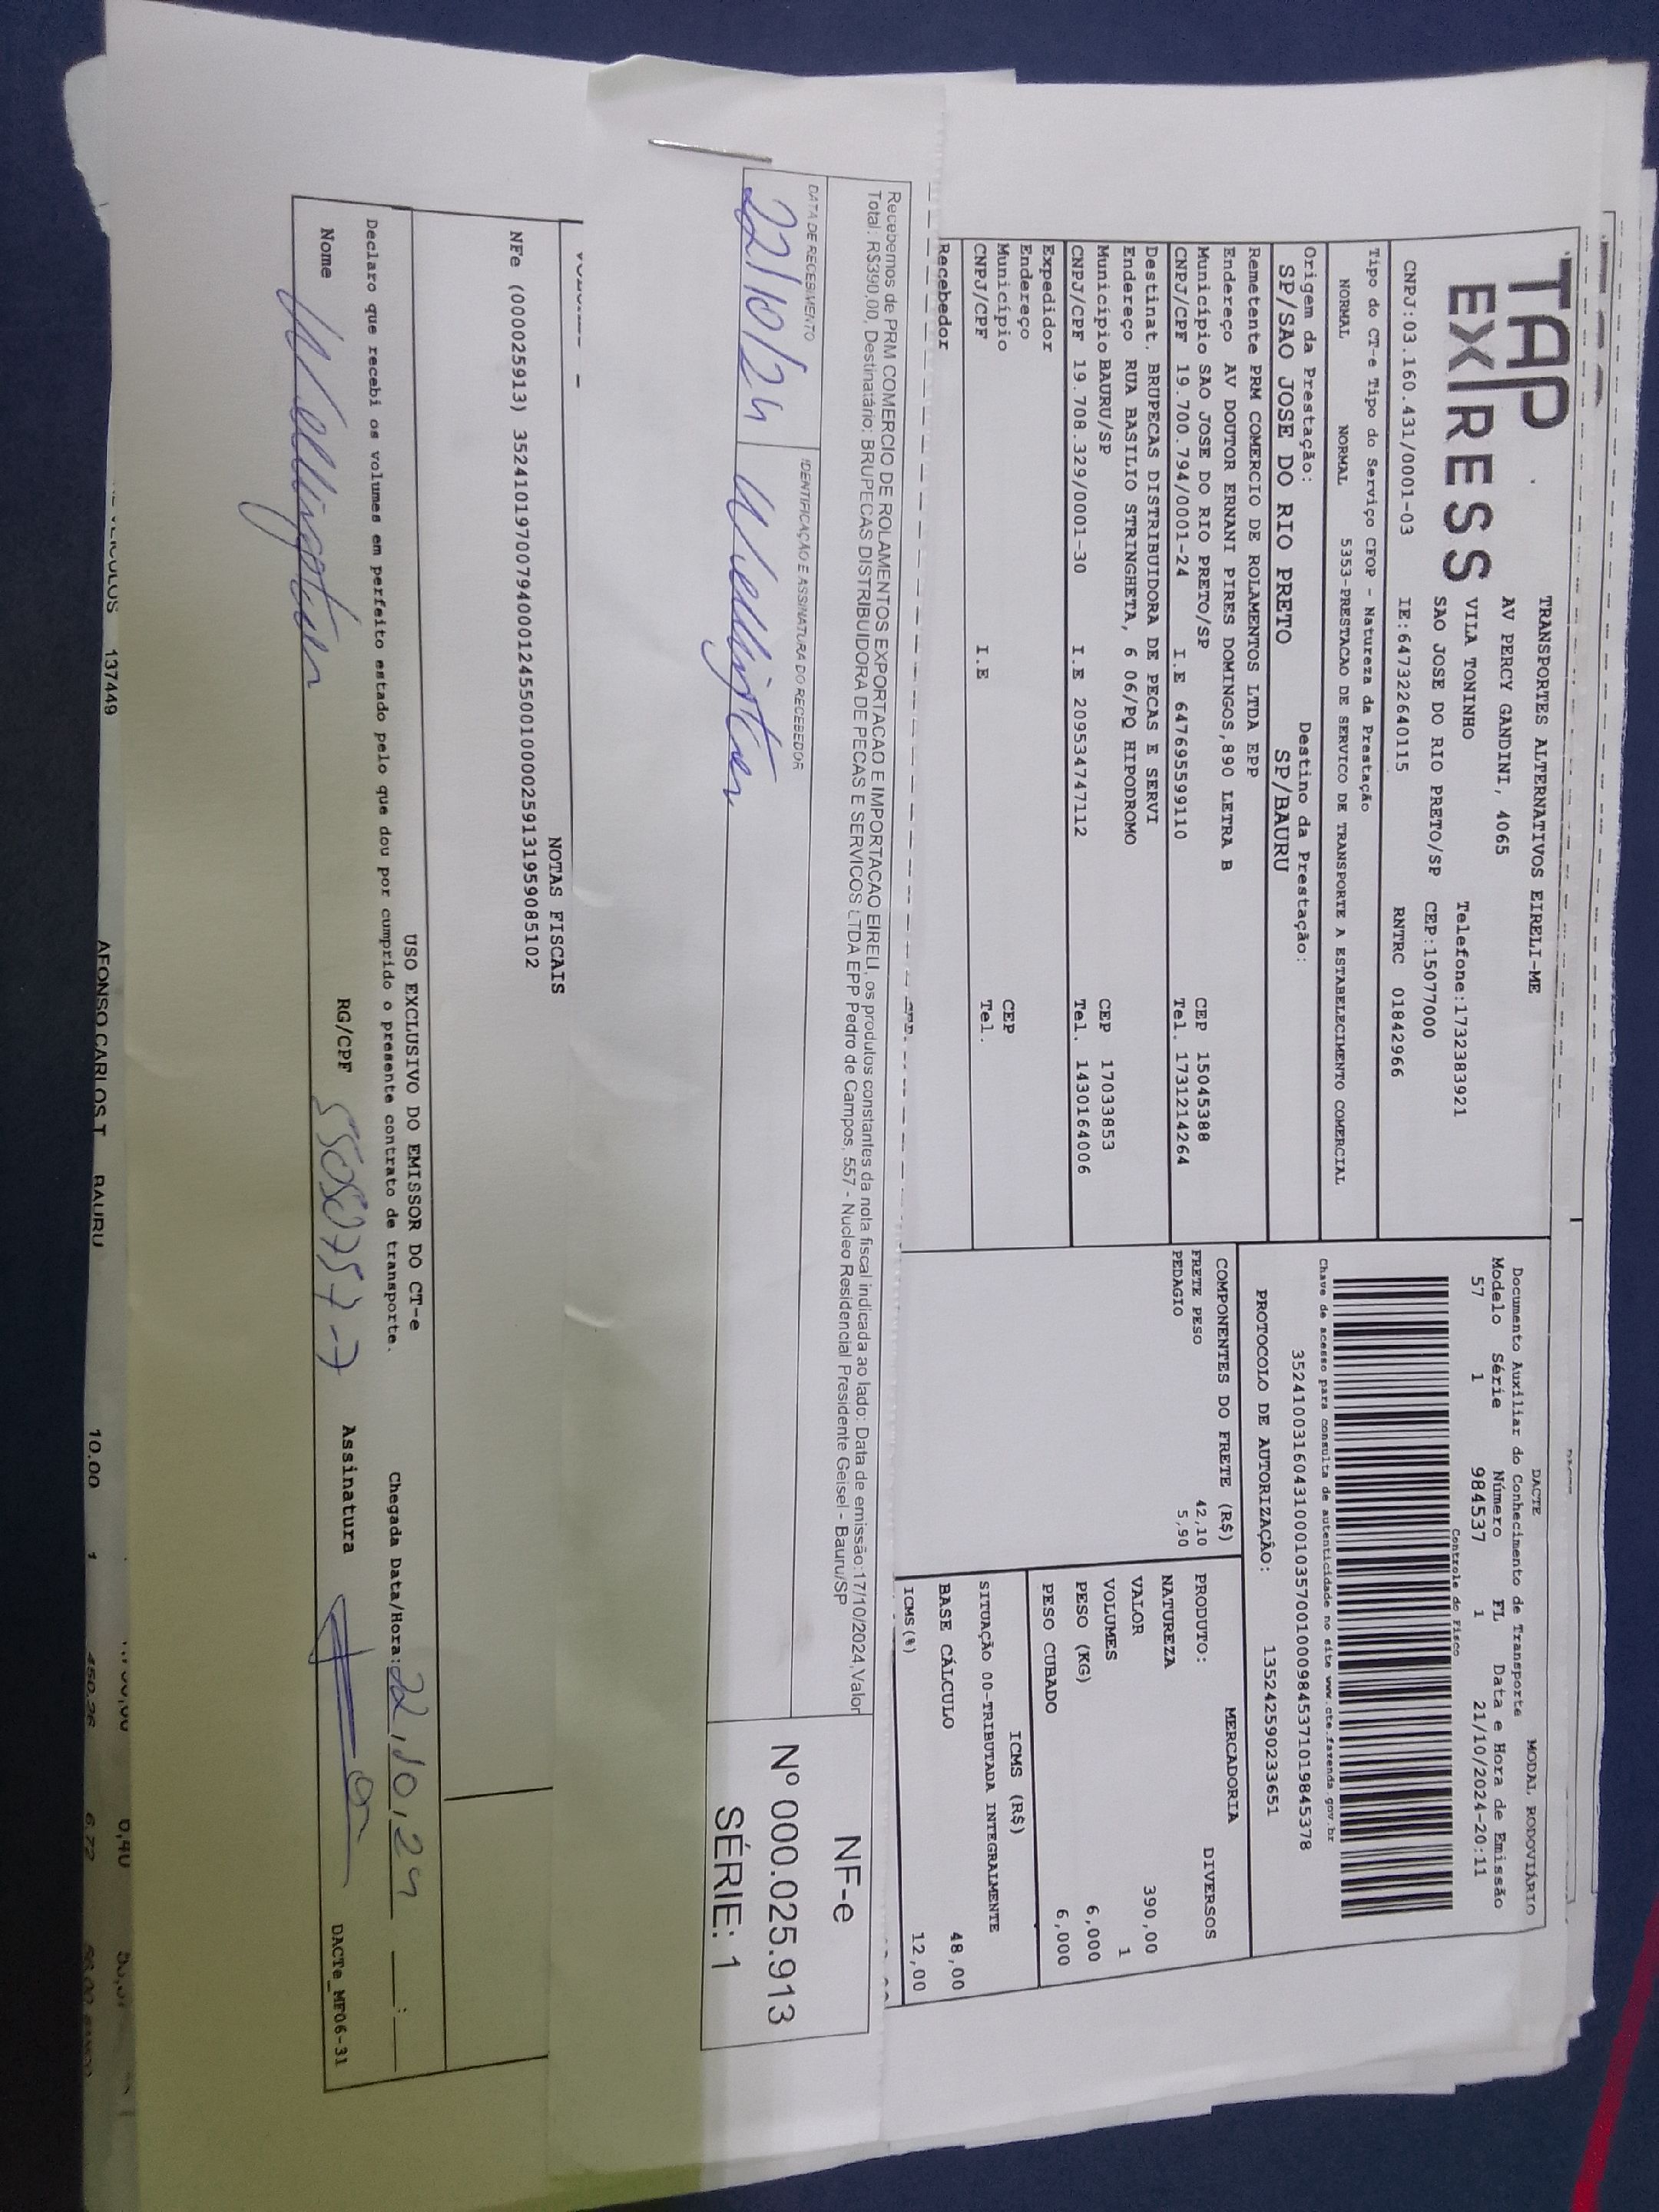 TAP EXPRESS
TRANSPORTES ALTERNATIVOS EIRELI-ME
AV PERCY GANDINI, 4065
VILA TONINHO Telefone:1732383921
SAO JOSE DO RIO PRETO/SP CEP:15077000
CNPJ:03.160.431/0001-03 IE:647322640115 RNTRC 01842966
Tipo do CT-e Tipo do Serviço CFOP - Natureza da Prestação
NORMAL NORMAL 5353-PRESTACAO DE SERVICO DE TRANSPORTE A ESTABELECIMENTO COMERCIAL
Origem da Prestação: Destino da Prestação:
SP/SAO JOSE DO RIO PRETO SP/BAURU
Remetente PRM COMERCIO DE ROLAMENTOS LTDA EPP
Endereço AV DOUTOR ERNANI PIRES DOMINGOS,890 LETRA B
Município SAO JOSE DO RIO PRETO/SP CEP 15045388
CNPJ/CPF 19.700.794/0001-24 I.E 647695599110 Tel. 1731214264
Destinat. BRUPECAS DISTRIBUIDORA DE PECAS E SERVI
Endereço RUA BASILIO STRINGHETA, 6 06/PQ HIPODROMO
Município BAURU/SP CEP 17033853
CNPJ/CPF 19.708.329/0001-30 I.E 209534747112 Tel. 1430164006
Expedidor
Endereço
Município CEP
CNPJ/CPF I.E Tel.
Recebedor
DACTE MODAL RODOVIÁRIO
Documento Auxiliar do Conhecimento de Transporte
Modelo Série Número FL Data e Hora de Emissão
57 1 984537 1 21/10/2024-20:11
Controle do Fisco
Chave de acesso para consulta de autenticidade no site www.cte.fazenda.gov.br
35241003160431000103570010009845371019845378
PROTOCOLO DE AUTORIZAÇÃO: 135242590233651
COMPONENTES DO FRETE (R$)
FRETE PESO 42,10
PEDAGIO 5,90
MERCADORIA
PRODUTO: DIVERSOS
NATUREZA
VALOR 390,00
VOLUMES 1
PESO (KG) 6,000
PESO CUBADO 6,000
ICMS (R$)
SITUAÇÃO 00-TRIBUTADA INTEGRALMENTE
BASE CÁLCULO 48,00
ICMS(%) 12,00
Recebemos de PRM COMERCIO DE ROLAMENTOS EXPORTACAO E IMPORTACAO EIRELI, os produtos constantes da nota fiscal indicada ao lado: Data de emissão:17/10/2024,Valor
Total: R$390,00, Destinatário: BRUPECAS DISTRIBUIDORA DE PECAS E SERVICOS LTDA EPP Pedro de Campos, 557 - Nucleo Residencial Presidente Geisel - Bauru/SP
DATA DE RECEBIMENTO IDENTIFICAÇÃO E ASSINATURA DO RECEBEDOR
22/10/24 Wellington
NF-e
Nº 000.025.913
SÉRIE: 1
NOTAS FISCAIS
NFe (000025913) 35241019700794000124550010000259131959085102
USO EXCLUSIVO DO EMISSOR DO CT-e
Declaro que recebi os volumes em perfeito estado pelo que dou por cumprido o presente contrato de transporte. Chegada Data/Hora: 22,10,24
Nome Wellington RG/CPF Assinatura
DACTe_MF06-31
137449
AFONSO CARLOS T BAURU 10.00 1